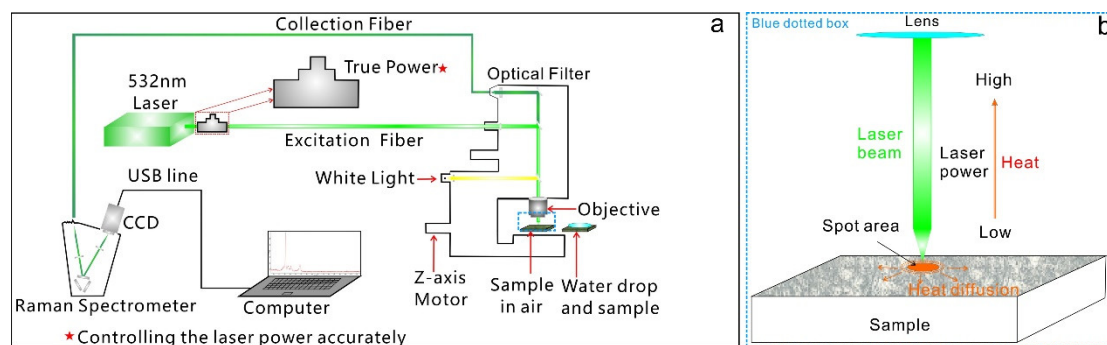 a
Collection Fiber
532nm
Laser
True Power★
Optical Filter
Excitation Fiber
White Light
USB line
CCD
Objective
Raman Spectrometer
Computer
Z-axis
Motor
Sample
in air
Water drop
and sample
★Controlling the laser power accurately
b
Blue dotted box
Lens
High
Laser
beam
Laser
power
Heat
Low
Spot area
Heat diffusion
Sample